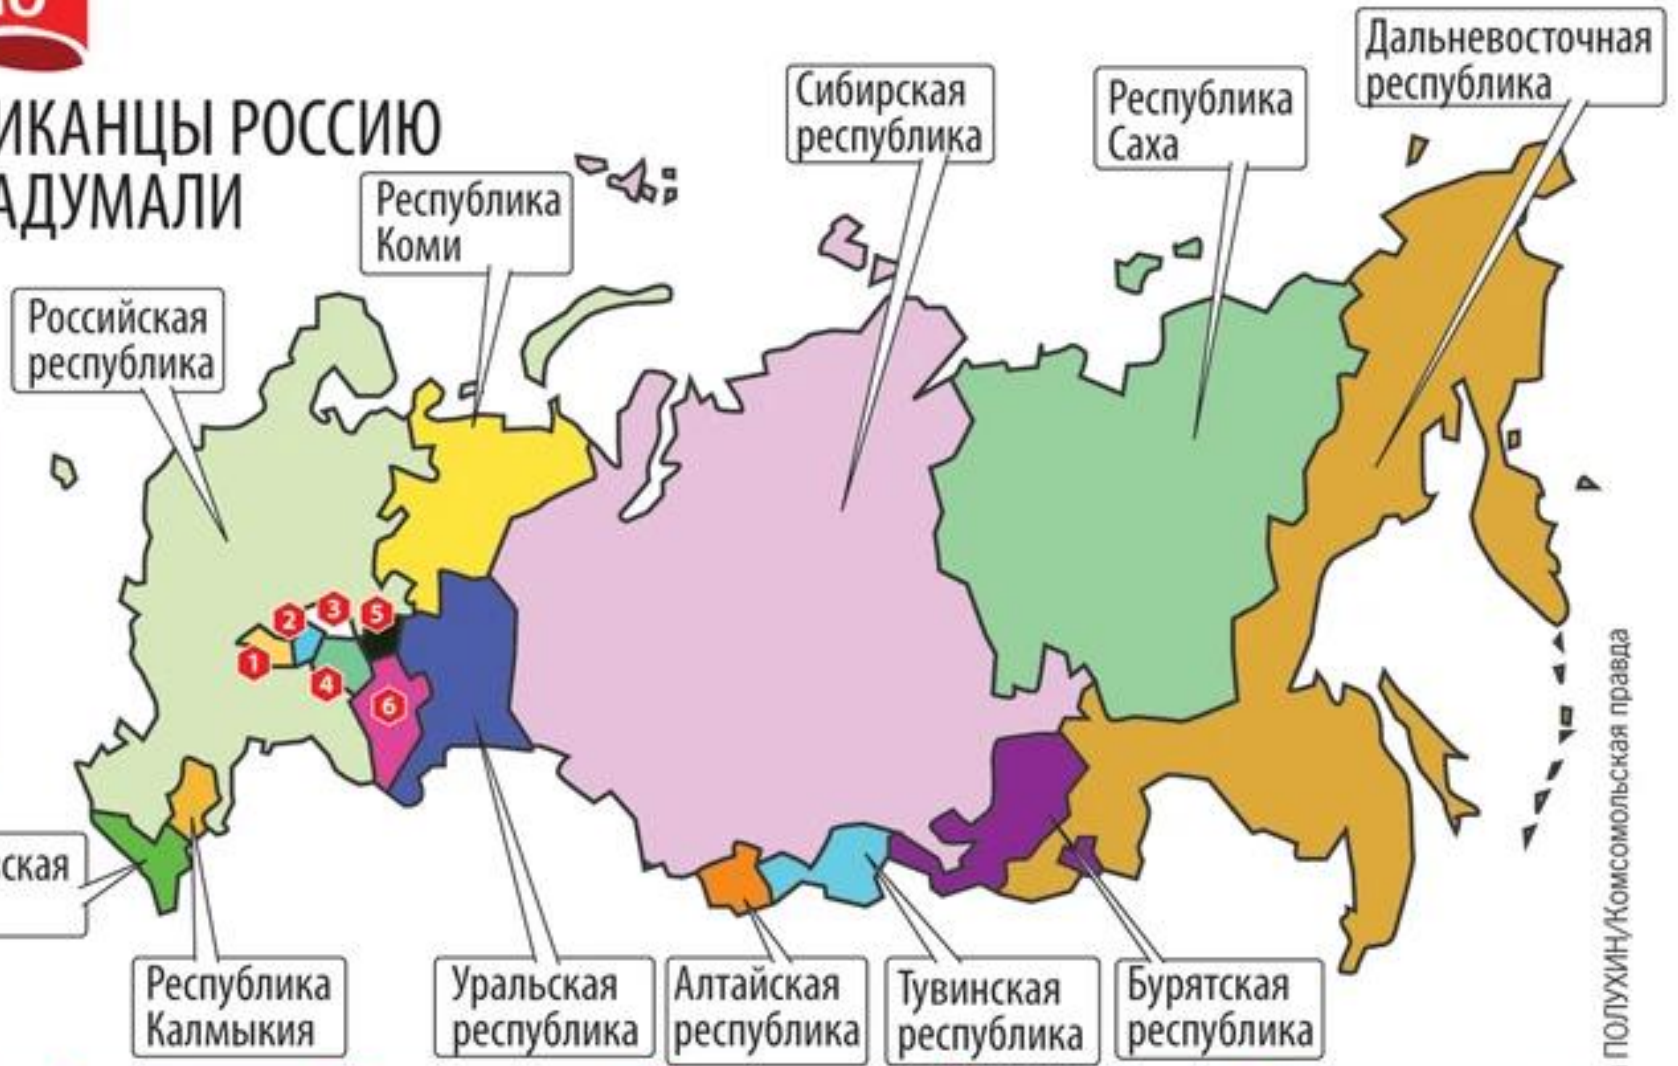 ИКАНЦЫ РОССИЮ
АДУМАЛИ
Российская
республика
Республика
Коми
Сибирская
республика
Республика
Саха
Дальневосточная
республика
2
3
5
1
4
6
ская
Республика
Калмыкия
Уральская
республика
Алтайская
республика
Тувинская
республика
Бурятская
республика
ПОЛУХИН/Комсомольская правда